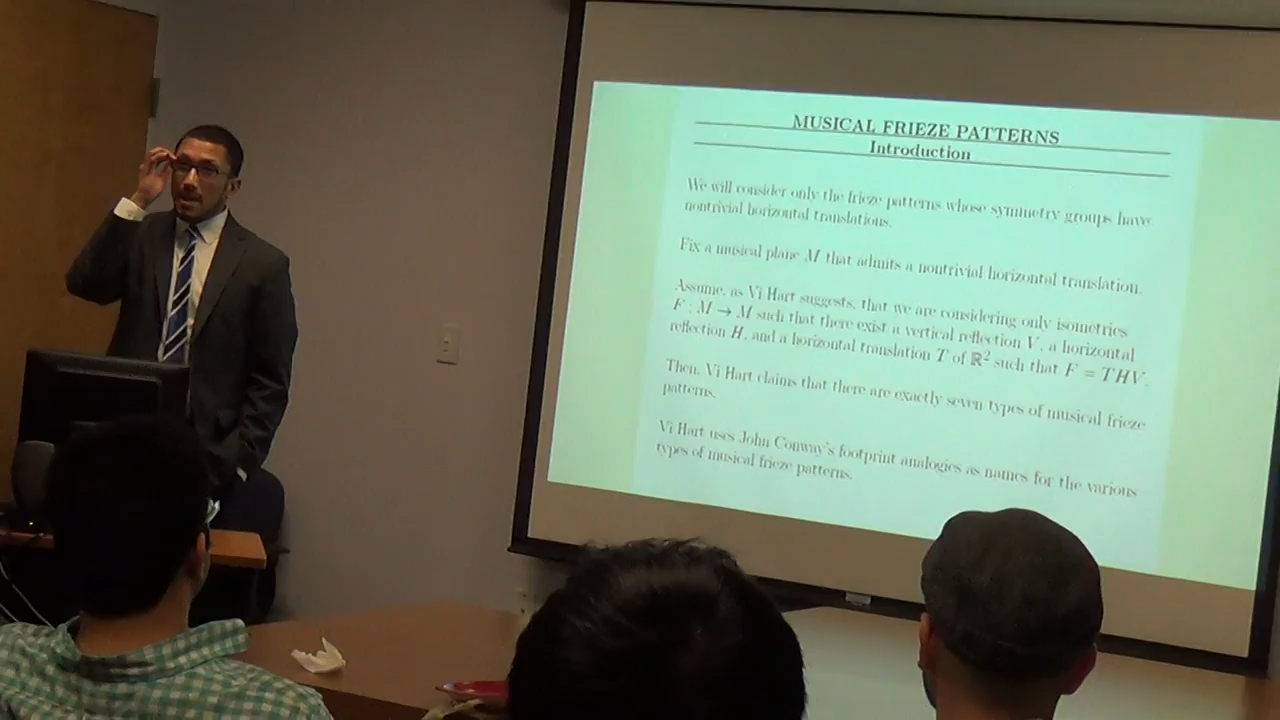 MUSICAL FRIEZE PATTERNS
Introduction
We will consider only the frieze patterns whose symmetry groups have
nontrivial horizontal translations.
Fix a musical plane M that admits a nontrivial horizontal translation.
Assume, as Vi Hart suggests, that we are considering only isometries
F : M → M such that there exist a vertical reflection V, a horizontal
reflection H, and a horizontal translation T of ℝ² such that F = THV.
Then, Vi Hart claims that there are exactly seven types of musical frieze
patterns.
Vi Hart uses John Conway's footprint analogies as names for the various
types of musical frieze patterns.